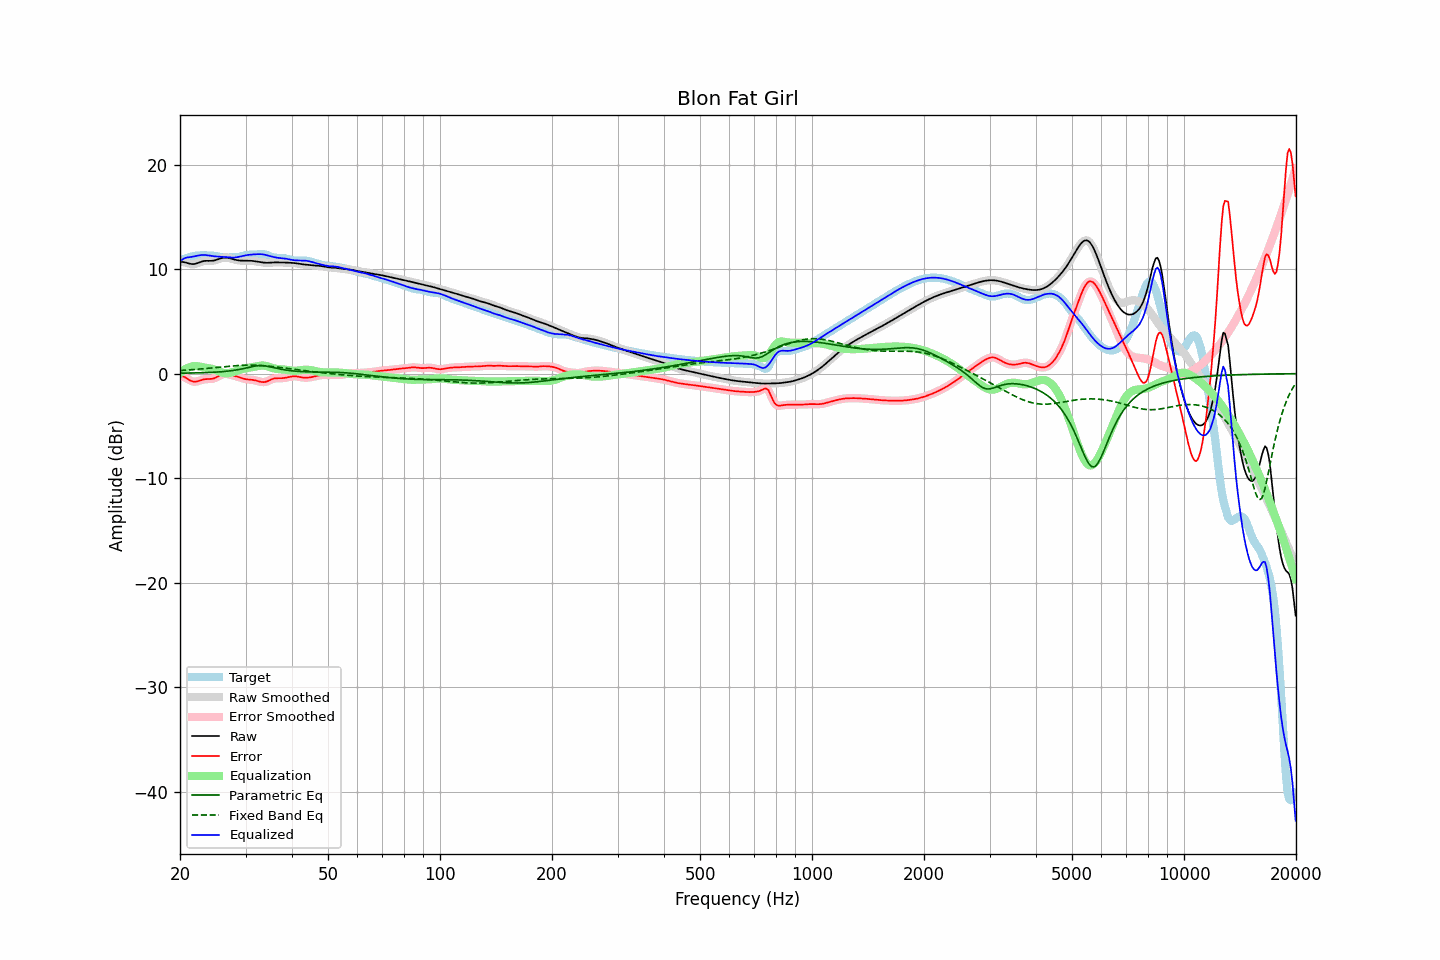 Blon Fat Girl
Amplitude (dBr)
20
10
0
−10
−20
−30
−40
Target
Raw Smoothed
Error Smoothed
Raw
Error
Equalization
Parametric Eq
Fixed Band Eq
Equalized
20 50 100 200 500 1000 2000 5000 10000 20000
Frequency (Hz)